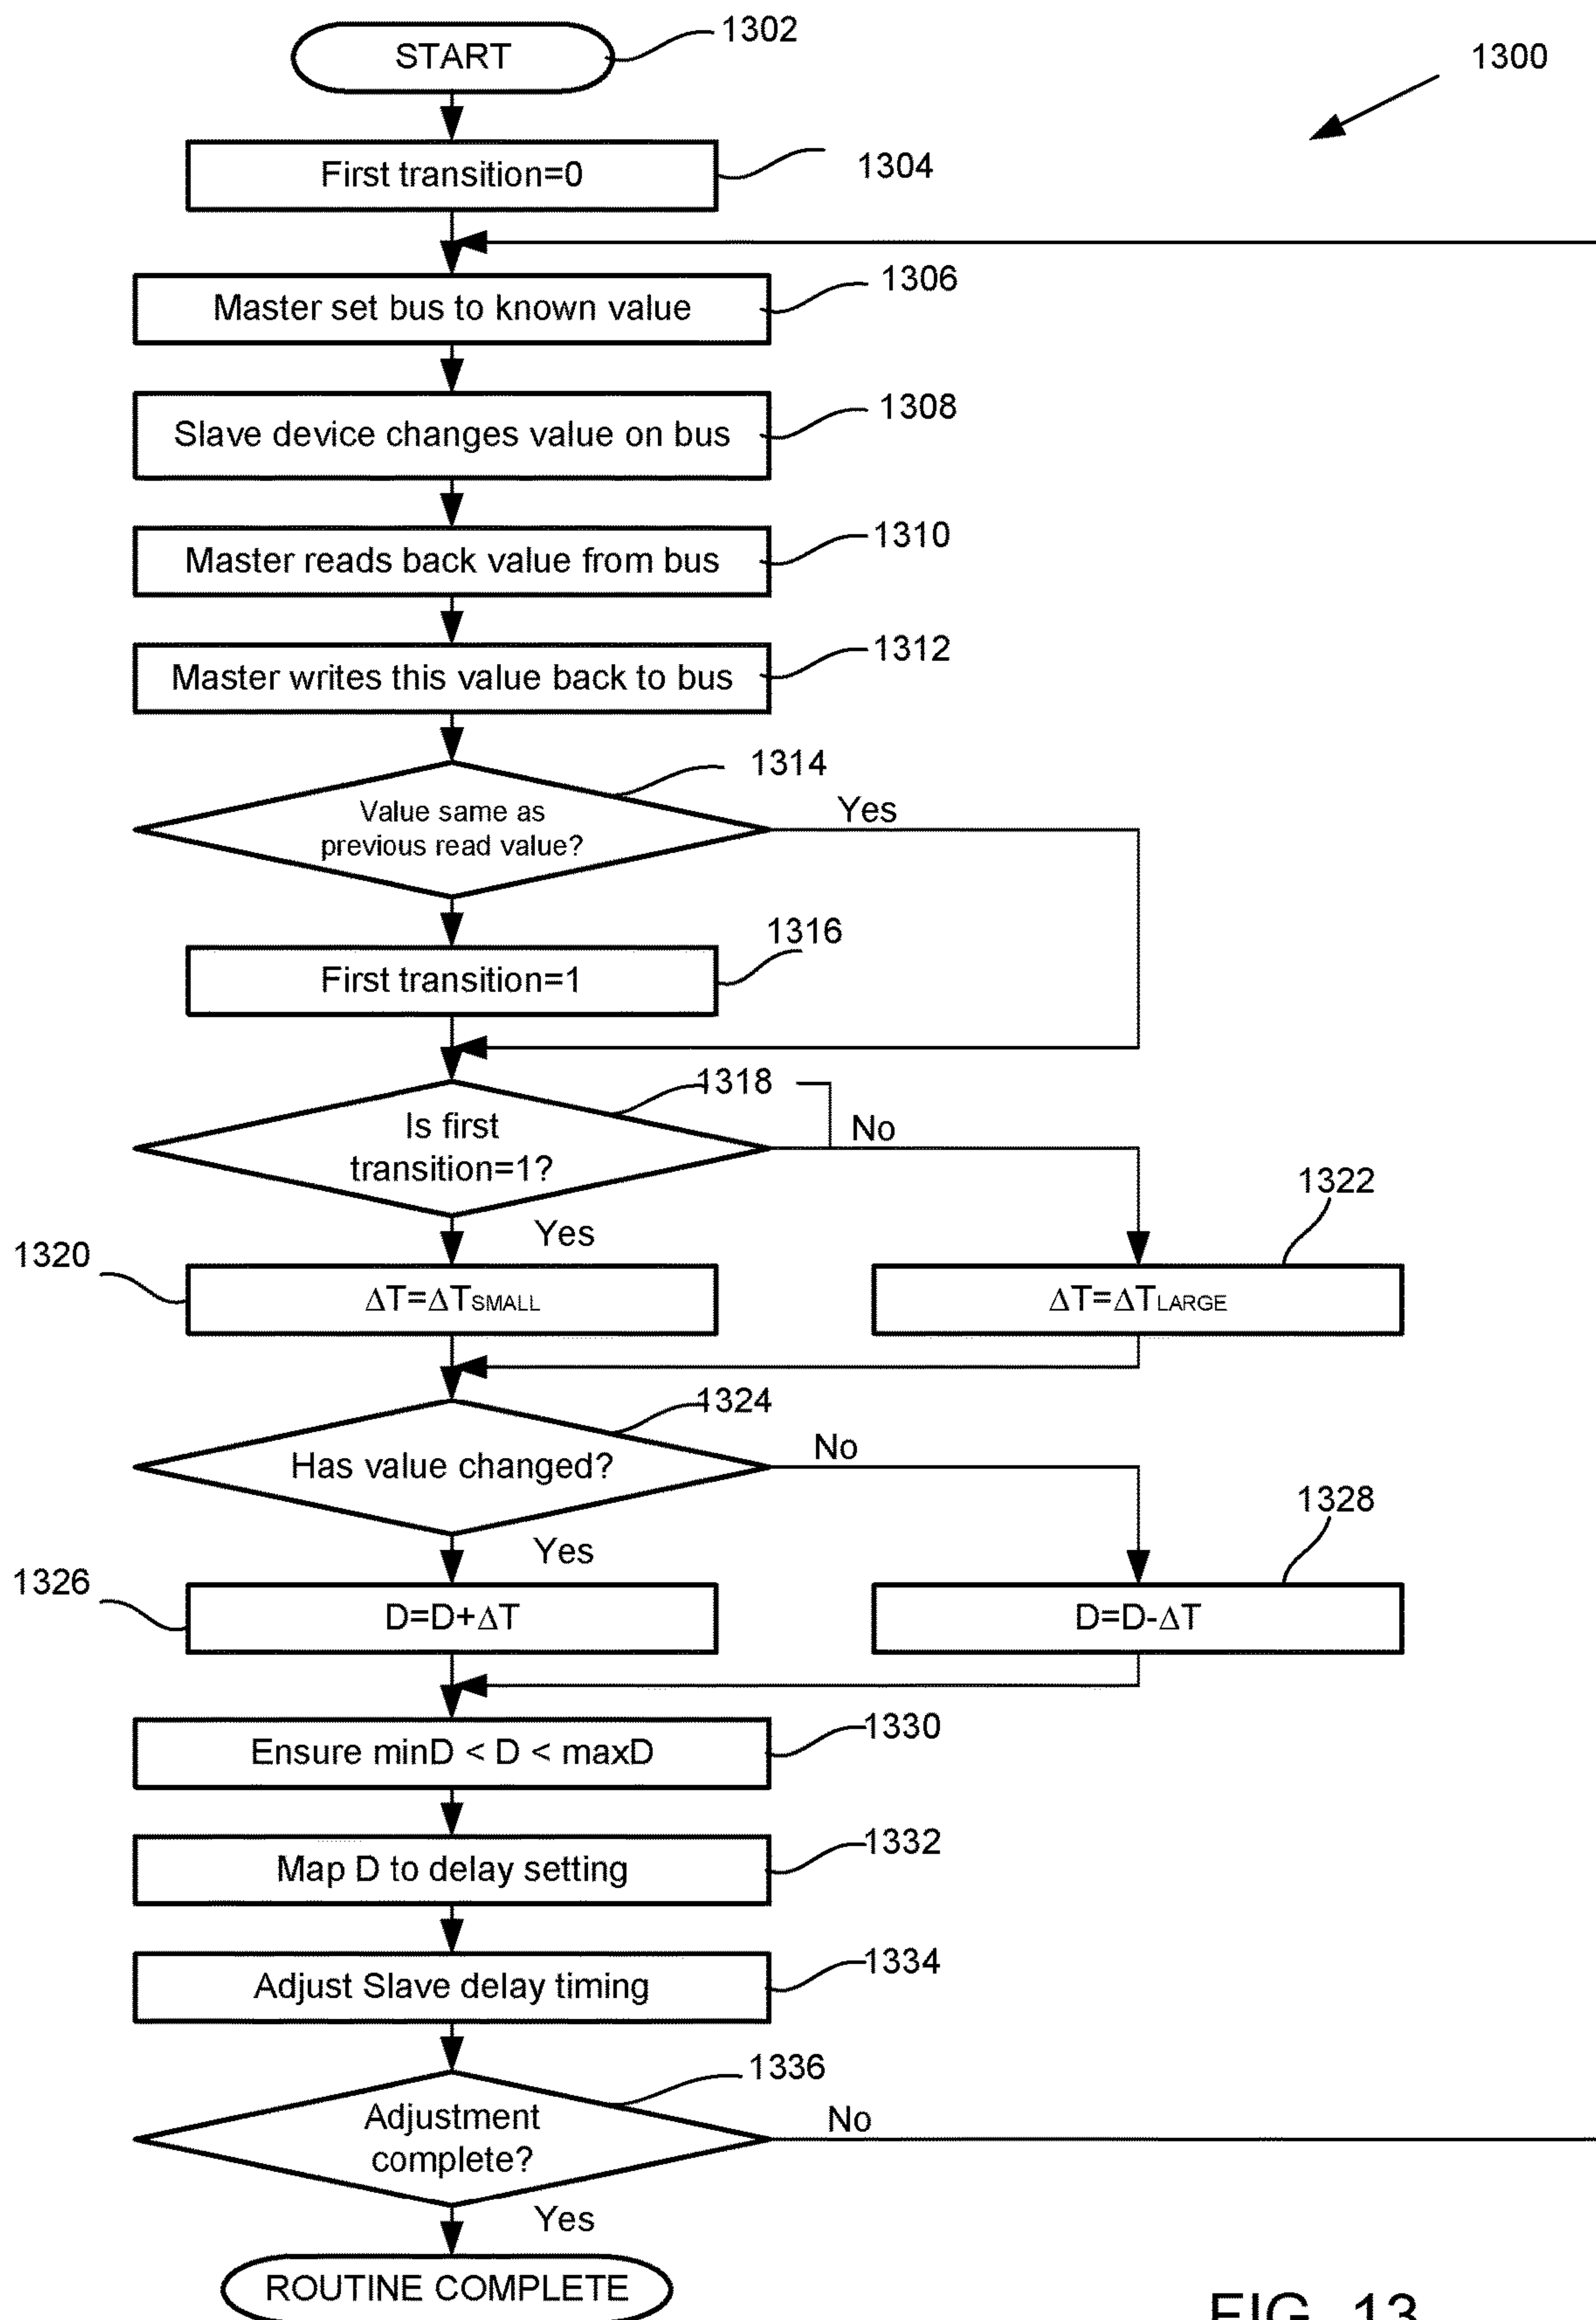 START
1302
1300
First transition=0
1304
Master set bus to known value
1306
Slave device changes value on bus
1308
Master reads back value from bus
1310
Master writes this value back to bus
1312
1314
Value same as
previous read value?
Yes
1316
First transition=1
1318
Is first
transition=1?
No
Yes
1322
1320
ΔT=ΔTSMALL
ΔT=ΔTLARGE
1324
Has value changed?
No
Yes
1328
1326
D=D+ΔT
D=D-ΔT
Ensure minD < D < maxD
1330
Map D to delay setting
1332
Adjust Slave delay timing
1334
1336
Adjustment
complete?
No
Yes
ROUTINE COMPLETE
FIG. 13